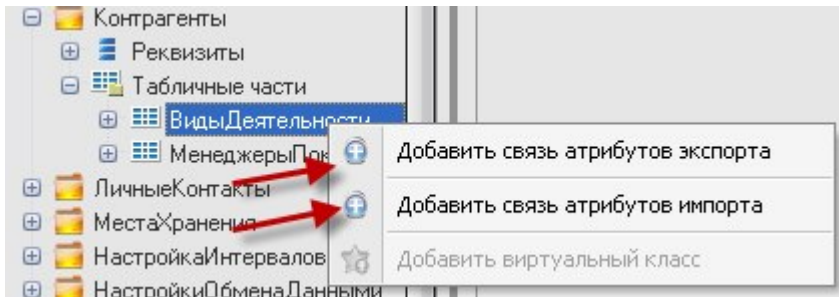 Контрагенты
Реквизиты
Табличные части
ВидыДеятельности
Добавить связь атрибутов экспорта
ЛичныеКонтакты
Добавить связь атрибутов импорта
МестаХранения
НастройкаИнтервалов
Добавить виртуальный класс
НастройкиОбменаДанными